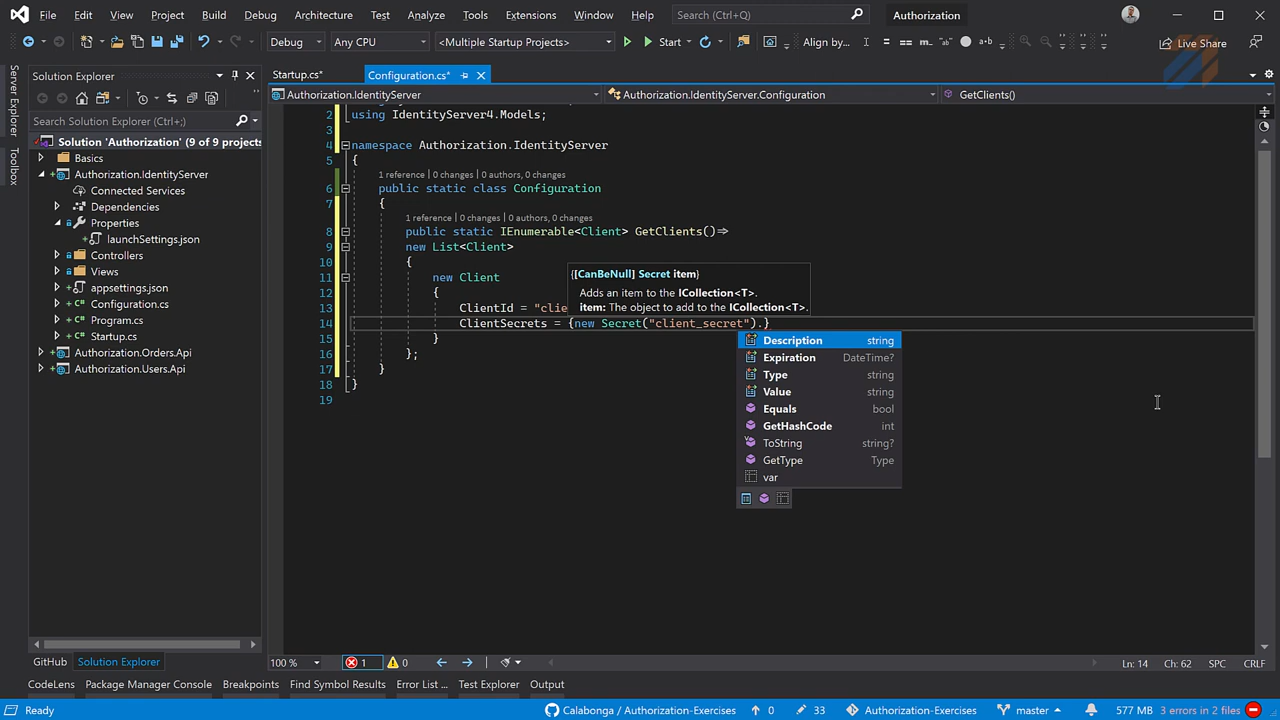 File Edit View Project Build Debug Architecture Test Analyze Tools Extensions Window Help Search (Ctrl+Q) Authorization
Debug Any CPU <Multiple Startup Projects> Start Align by... Live Share
Server Explorer
Toolbox
Solution Explorer
Search Solution Explorer (Ctrl+;)
Solution 'Authorization' (9 of 9 projects
Basics
Authorization.IdentityServer
Connected Services
Dependencies
Properties
launchSettings.json
Controllers
Views
appsettings.json
Configuration.cs
Program.cs
Startup.cs
Authorization.Orders.Api
Authorization.Users.Api
GitHub Solution Explorer
Startup.cs* Configuration.cs*
Authorization.IdentityServer Authorization.IdentityServer.Configuration GetClients()
2 using IdentityServer4.Models;
3
4 namespace Authorization.IdentityServer
5 {
1 reference | 0 changes | 0 authors, 0 changes
6 public static class Configuration
7 {
1 reference | 0 changes | 0 authors, 0 changes
8 public static IEnumerable<Client> GetClients()=>
9 new List<Client>
10 {
11 new Client
12 {
13 ClientId = "clie
14 ClientSecrets = {new Secret("client_secret").}
15 }
16 };
17 }
18 }
19
{[CanBeNull] Secret item}
Adds an item to the ICollection<T>.
item: The object to add to the ICollection<T>.
Description string
Expiration DateTime?
Type string
Value string
Equals bool
GetHashCode int
ToString string?
GetType Type
var
100 % 1 0 Ln: 14 Ch: 62 SPC CRLF
CodeLens Package Manager Console Breakpoints Find Symbol Results Error List ... Test Explorer Output
Ready Calabonga / Authorization-Exercises 0 33 Authorization-Exercises master 577 MB 3 errors in 2 files